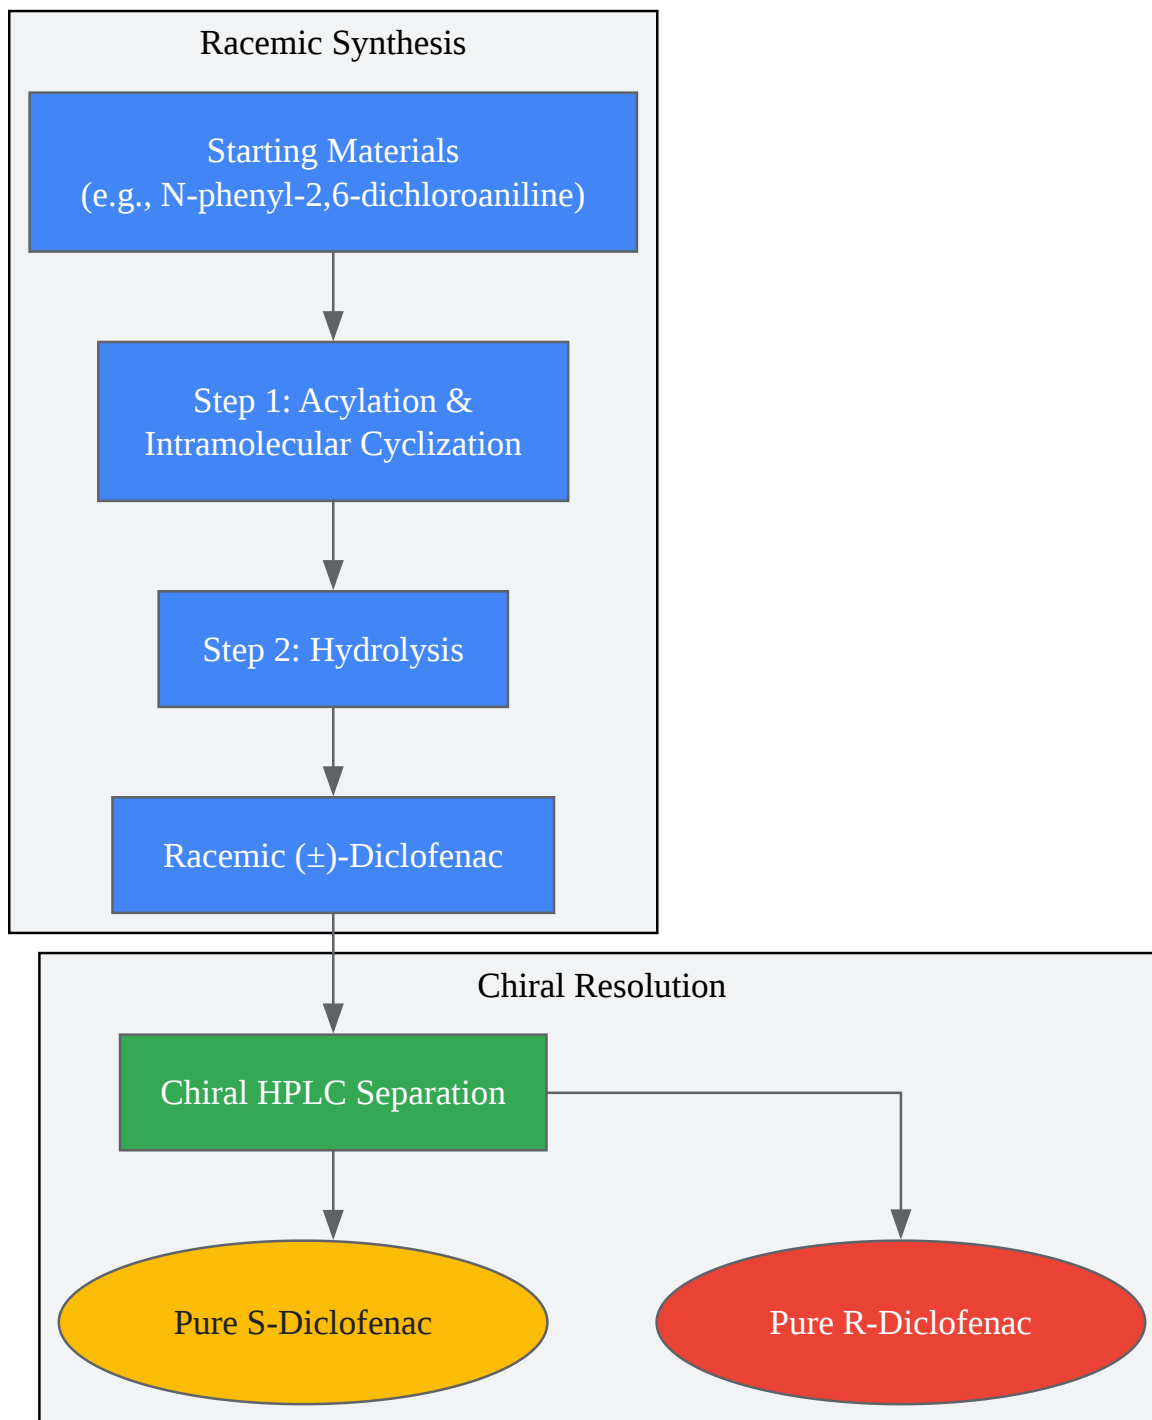 Racemic Synthesis
Starting Materials
(e.g., N-phenyl-2,6-dichloroaniline)
Step 1: Acylation &
Intramolecular Cyclization
Step 2: Hydrolysis
Racemic (±)-Diclofenac
Chiral Resolution
Chiral HPLC Separation
Pure S-Diclofenac
Pure R-Diclofenac